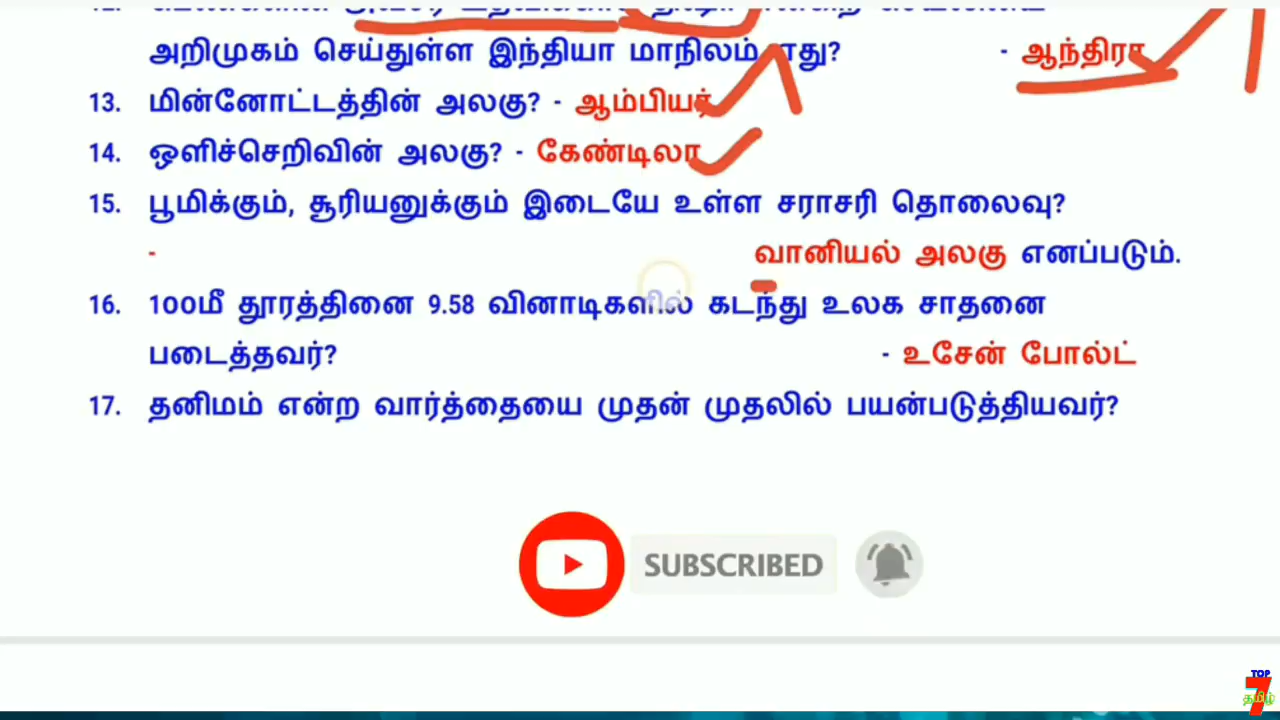 அறிமுகம் செய்துள்ள இந்தியா மாநிலம் எது? - ஆந்திரா
13. மின்னோட்டத்தின் அலகு? - ஆம்பியர்
14. ஒளிச்செறிவின் அலகு? - கேண்டிலா
15. பூமிக்கும், சூரியனுக்கும் இடையே உள்ள சராசரி தொலைவு?
- வானியல் அலகு எனப்படும்.
16. 100மீ தூரத்தினை 9.58 வினாடிகளில் கடந்து உலக சாதனை
படைத்தவர்? - உசேன் போல்ட்
17. தனிமம் என்ற வார்த்தையை முதன் முதலில் பயன்படுத்தியவர்?
SUBSCRIBED
TOP
7
தமிழ்